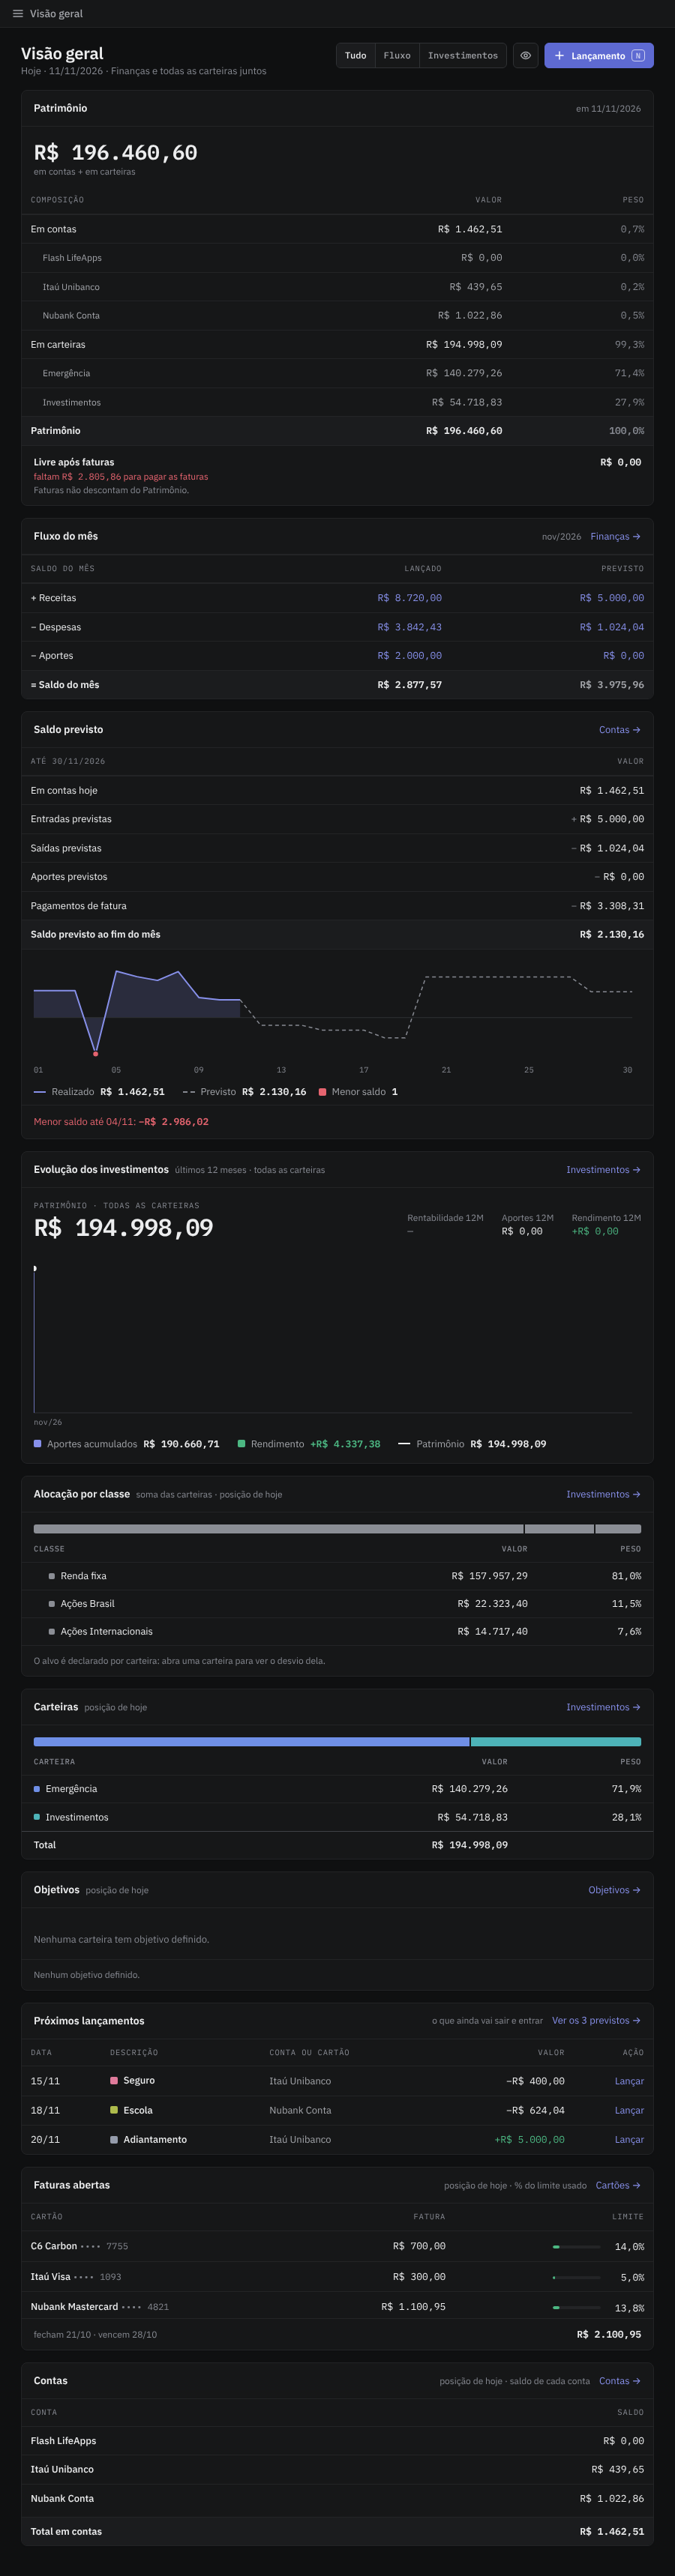 Visão geral
Visão geral
Hoje · 11/11/2026 · Finanças e todas as carteiras juntos
Tudo Fluxo Investimentos
Lançamento N
Patrimônio em 11/11/2026
R$ 196.460,60
em contas + em carteiras
COMPOSIÇÃO VALOR PESO
Em contas R$ 1.462,51 0,7%
Flash LifeApps R$ 0,00 0,0%
Itaú Unibanco R$ 439,65 0,2%
Nubank Conta R$ 1.022,86 0,5%
Em carteiras R$ 194.998,09 99,3%
Emergência R$ 140.279,26 71,4%
Investimentos R$ 54.718,83 27,9%
Patrimônio R$ 196.460,60 100,0%
Livre após faturas R$ 0,00
faltam R$ 2.805,86 para pagar as faturas
Faturas não descontam do Patrimônio.
Fluxo do mês nov/2026 Finanças →
SALDO DO MÊS LANÇADO PREVISTO
+ Receitas R$ 8.720,00 R$ 5.000,00
− Despesas R$ 3.842,43 R$ 1.024,04
− Aportes R$ 2.000,00 R$ 0,00
= Saldo do mês R$ 2.877,57 R$ 3.975,96
Saldo previsto Contas →
ATÉ 30/11/2026 VALOR
Em contas hoje R$ 1.462,51
Entradas previstas + R$ 5.000,00
Saídas previstas − R$ 1.024,04
Aportes previstos − R$ 0,00
Pagamentos de fatura − R$ 3.308,31
Saldo previsto ao fim do mês R$ 2.130,16
01 05 09 13 17 21 25 30
Realizado R$ 1.462,51 Previsto R$ 2.130,16 Menor saldo 1
Menor saldo até 04/11: −R$ 2.986,02
Evolução dos investimentos últimos 12 meses · todas as carteiras Investimentos →
PATRIMÔNIO · TODAS AS CARTEIRAS
R$ 194.998,09
Rentabilidade 12M Aportes 12M Rendimento 12M
— R$ 0,00 +R$ 0,00
nov/26
Aportes acumulados R$ 190.660,71 Rendimento +R$ 4.337,38 Patrimônio R$ 194.998,09
Alocação por classe soma das carteiras · posição de hoje Investimentos →
CLASSE VALOR PESO
Renda fixa R$ 157.957,29 81,0%
Ações Brasil R$ 22.323,40 11,5%
Ações Internacionais R$ 14.717,40 7,6%
O alvo é declarado por carteira: abra uma carteira para ver o desvio dela.
Carteiras posição de hoje Investimentos →
CARTEIRA VALOR PESO
Emergência R$ 140.279,26 71,9%
Investimentos R$ 54.718,83 28,1%
Total R$ 194.998,09
Objetivos posição de hoje Objetivos →
Nenhuma carteira tem objetivo definido.
Nenhum objetivo definido.
Próximos lançamentos o que ainda vai sair e entrar Ver os 3 previstos →
DATA DESCRIÇÃO CONTA OU CARTÃO VALOR AÇÃO
15/11 Seguro Itaú Unibanco −R$ 400,00 Lançar
18/11 Escola Nubank Conta −R$ 624,04 Lançar
20/11 Adiantamento Itaú Unibanco +R$ 5.000,00 Lançar
Faturas abertas posição de hoje · % do limite usado Cartões →
CARTÃO FATURA LIMITE
C6 Carbon •••• 7755 R$ 700,00 14,0%
Itaú Visa •••• 1093 R$ 300,00 5,0%
Nubank Mastercard •••• 4821 R$ 1.100,95 13,8%
fecham 21/10 · vencem 28/10 R$ 2.100,95
Contas posição de hoje · saldo de cada conta Contas →
CONTA SALDO
Flash LifeApps R$ 0,00
Itaú Unibanco R$ 439,65
Nubank Conta R$ 1.022,86
Total em contas R$ 1.462,51